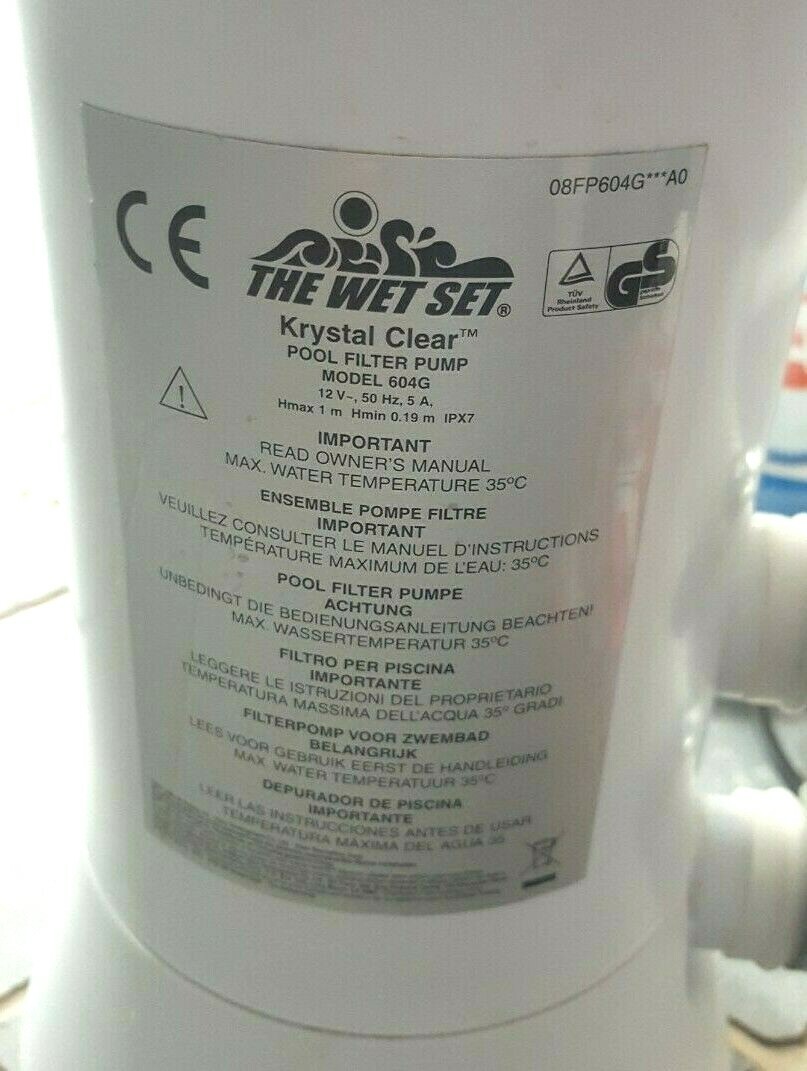 08FP604G***A0
CE
THE WET SET®
TÜV
Rheinland
Product Safety
GS
geprüfte
Sicherheit
Krystal Clear™
POOL FILTER PUMP
MODEL 604G
12 V~, 50 Hz, 5 A,
Hmax 1 m Hmin 0.19 m IPX7
IMPORTANT
READ OWNER'S MANUAL
MAX. WATER TEMPERATURE 35ºC
ENSEMBLE POMPE FILTRE
IMPORTANT
VEUILLEZ CONSULTER LE MANUEL D'INSTRUCTIONS
TEMPÉRATURE MAXIMUM DE L'EAU: 35ºC
POOL FILTER PUMPE
ACHTUNG
UNBEDINGT DIE BEDIENUNGSANLEITUNG BEACHTEN!
MAX. WASSERTEMPERATUR 35ºC
FILTRO PER PISCINA
IMPORTANTE
LEGGERE LE ISTRUZIONI DEL PROPRIETARIO
TEMPERATURA MASSIMA DELL'ACQUA 35º GRADI
FILTERPOMP VOOR ZWEMBAD
BELANGRIJK
LEES VOOR GEBRUIK EERST DE HANDLEIDING
MAX. WATER TEMPERATUUR 35ºC
DEPURADOR DE PISCINA
IMPORTANTE
LEER LAS INSTRUCCIONES ANTES DE USAR
TEMPERATURA MAXIMA DEL AGUA 35